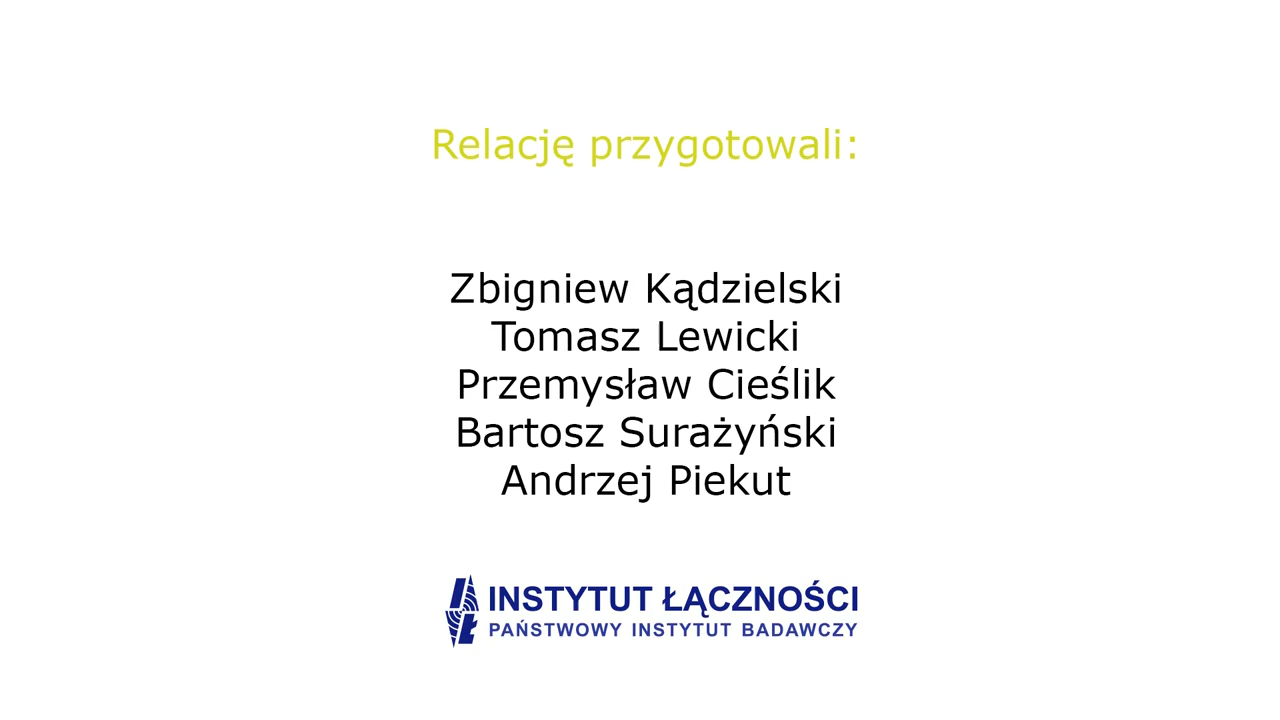 Relację przygotowali:
Zbigniew Kądzielski
Tomasz Lewicki
Przemysław Cieślik
Bartosz Surażyński
Andrzej Piekut
INSTYTUT ŁĄCZNOŚCI
PAŃSTWOWY INSTYTUT BADAWCZY